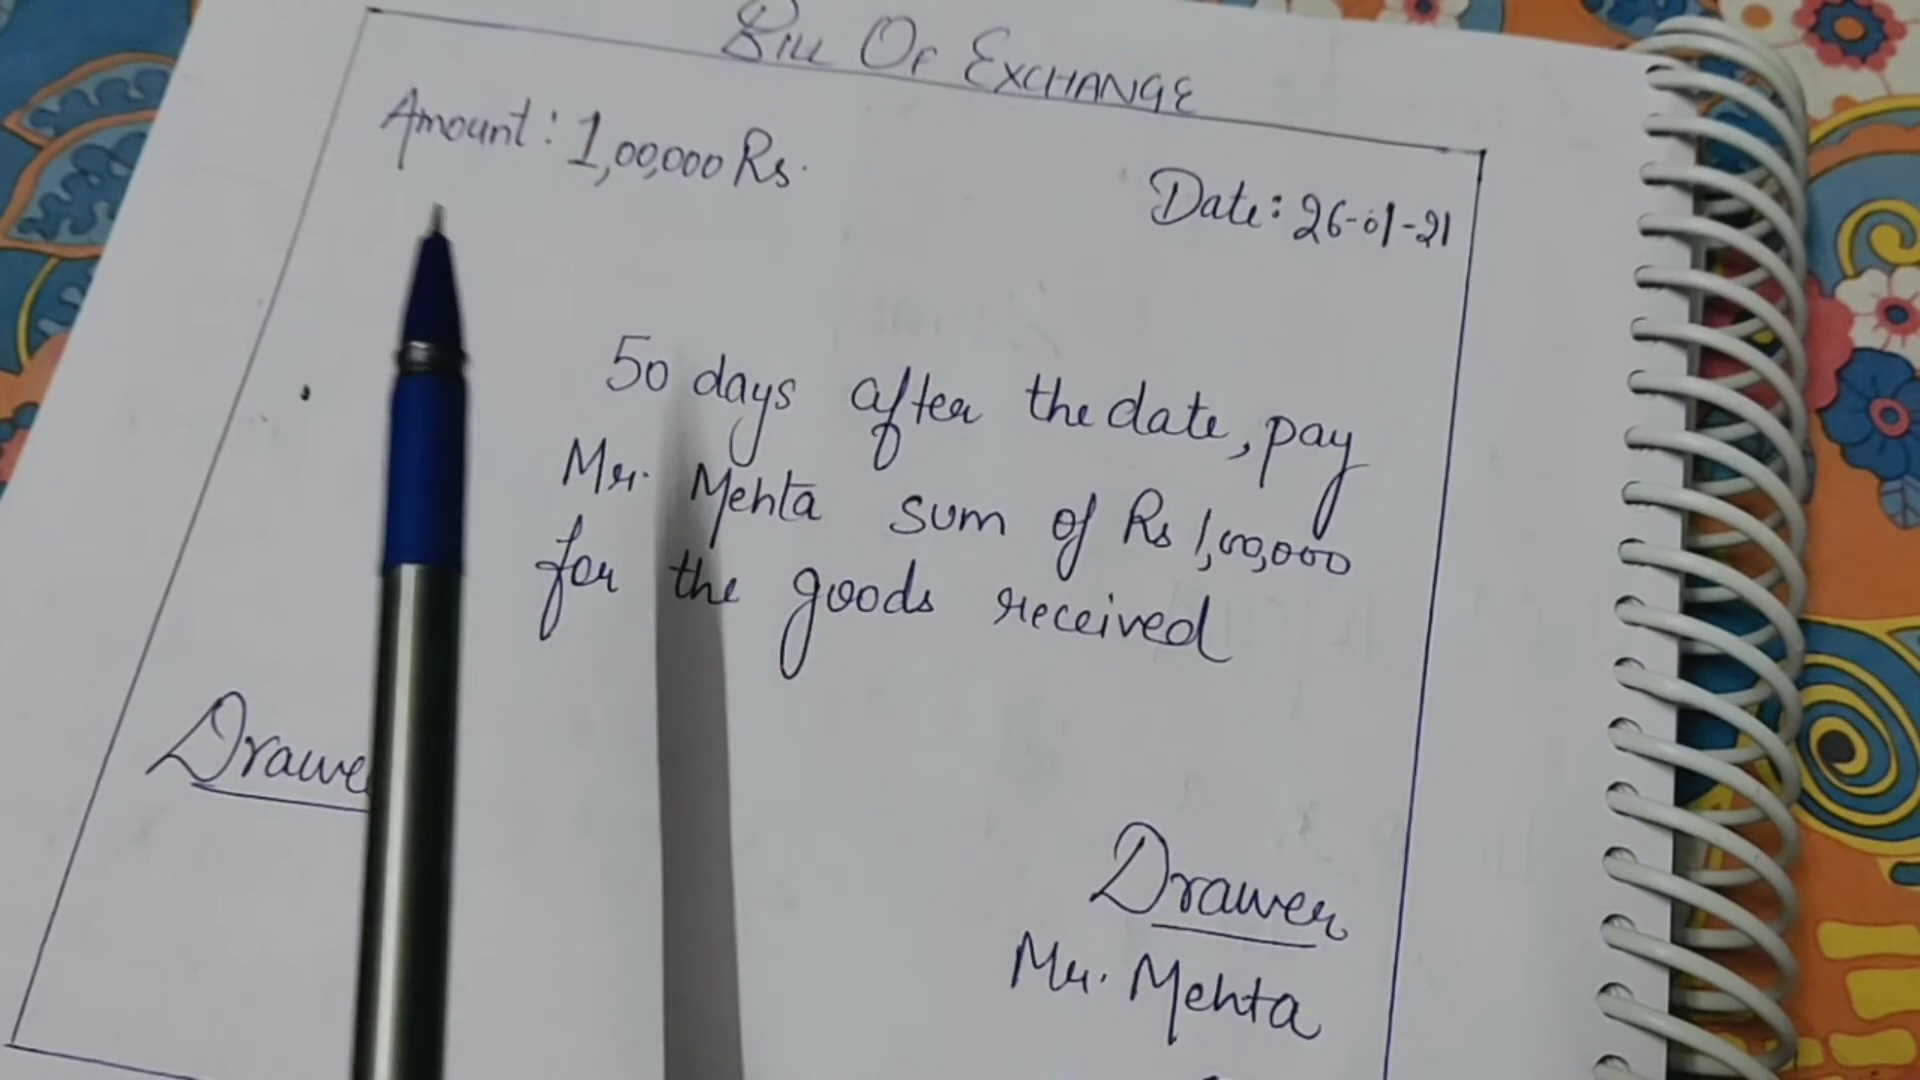 Bill Of Exchange
Amount: 1,00,000 Rs.
Date: 26-01-21
50 days after the date, pay
Mr. Mehta sum of Rs 1,00,000
for the goods received
Drawer
Mr. Mehta